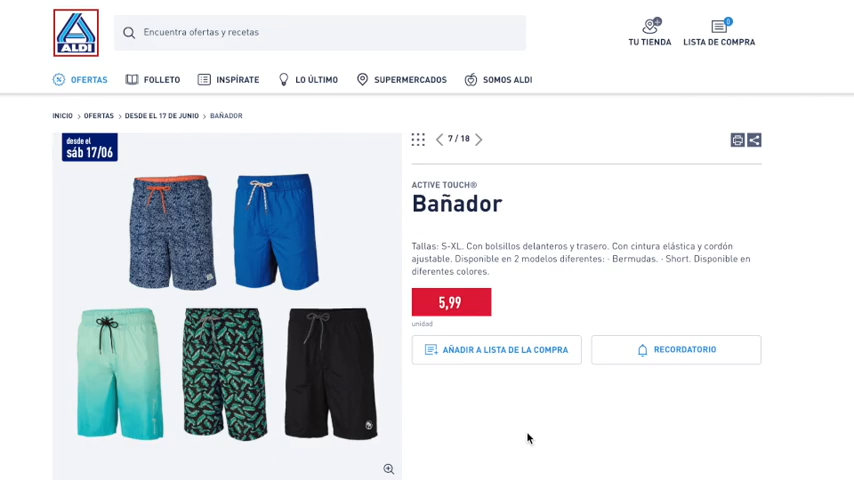 ALDI
Encuentra ofertas y recetas
TU TIENDA
LISTA DE COMPRA
0
OFERTAS
FOLLETO
INSPÍRATE
LO ÚLTIMO
SUPERMERCADOS
SOMOS ALDI
INICIO > OFERTAS > DESDE EL 17 DE JUNIO > BAÑADOR
desde el
sáb 17/06
7 / 18
ACTIVE TOUCH®
Bañador
Tallas: S-XL. Con bolsillos delanteros y trasero. Con cintura elástica y cordón
ajustable. Disponible en 2 modelos diferentes: · Bermudas. · Short. Disponible en
diferentes colores.
5,99
unidad
AÑADIR A LISTA DE LA COMPRA
RECORDATORIO